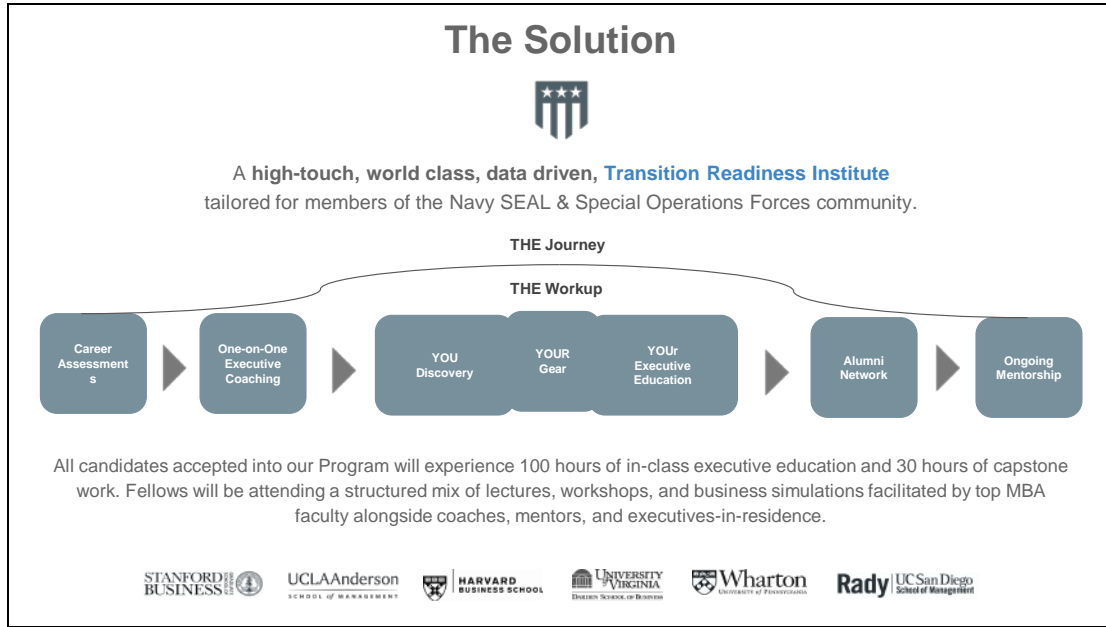 The Solution
A high-touch, world class, data driven, Transition Readiness Institute
tailored for members of the Navy SEAL & Special Operations Forces community.
THE Journey
THE Workup
Career
Assessment
s
One-on-One
Executive
Coaching
YOU
Discovery
YOUR
Gear
YOUr
Executive
Education
Alumni
Network
Ongoing
Mentorship
All candidates accepted into our Program will experience 100 hours of in-class executive education and 30 hours of capstone
work. Fellows will be attending a structured mix of lectures, workshops, and business simulations facilitated by top MBA
faculty alongside coaches, mentors, and executives-in-residence.
STANFORD
BUSINESS
UCLAAnderson
SCHOOL of MANAGEMENT
HARVARD
BUSINESS SCHOOL
UNIVERSITY
of VIRGINIA
DARDEN SCHOOL OF BUSINESS
Wharton
UNIVERSITY of PENNSYLVANIA
Rady
UC San Diego
School of Management